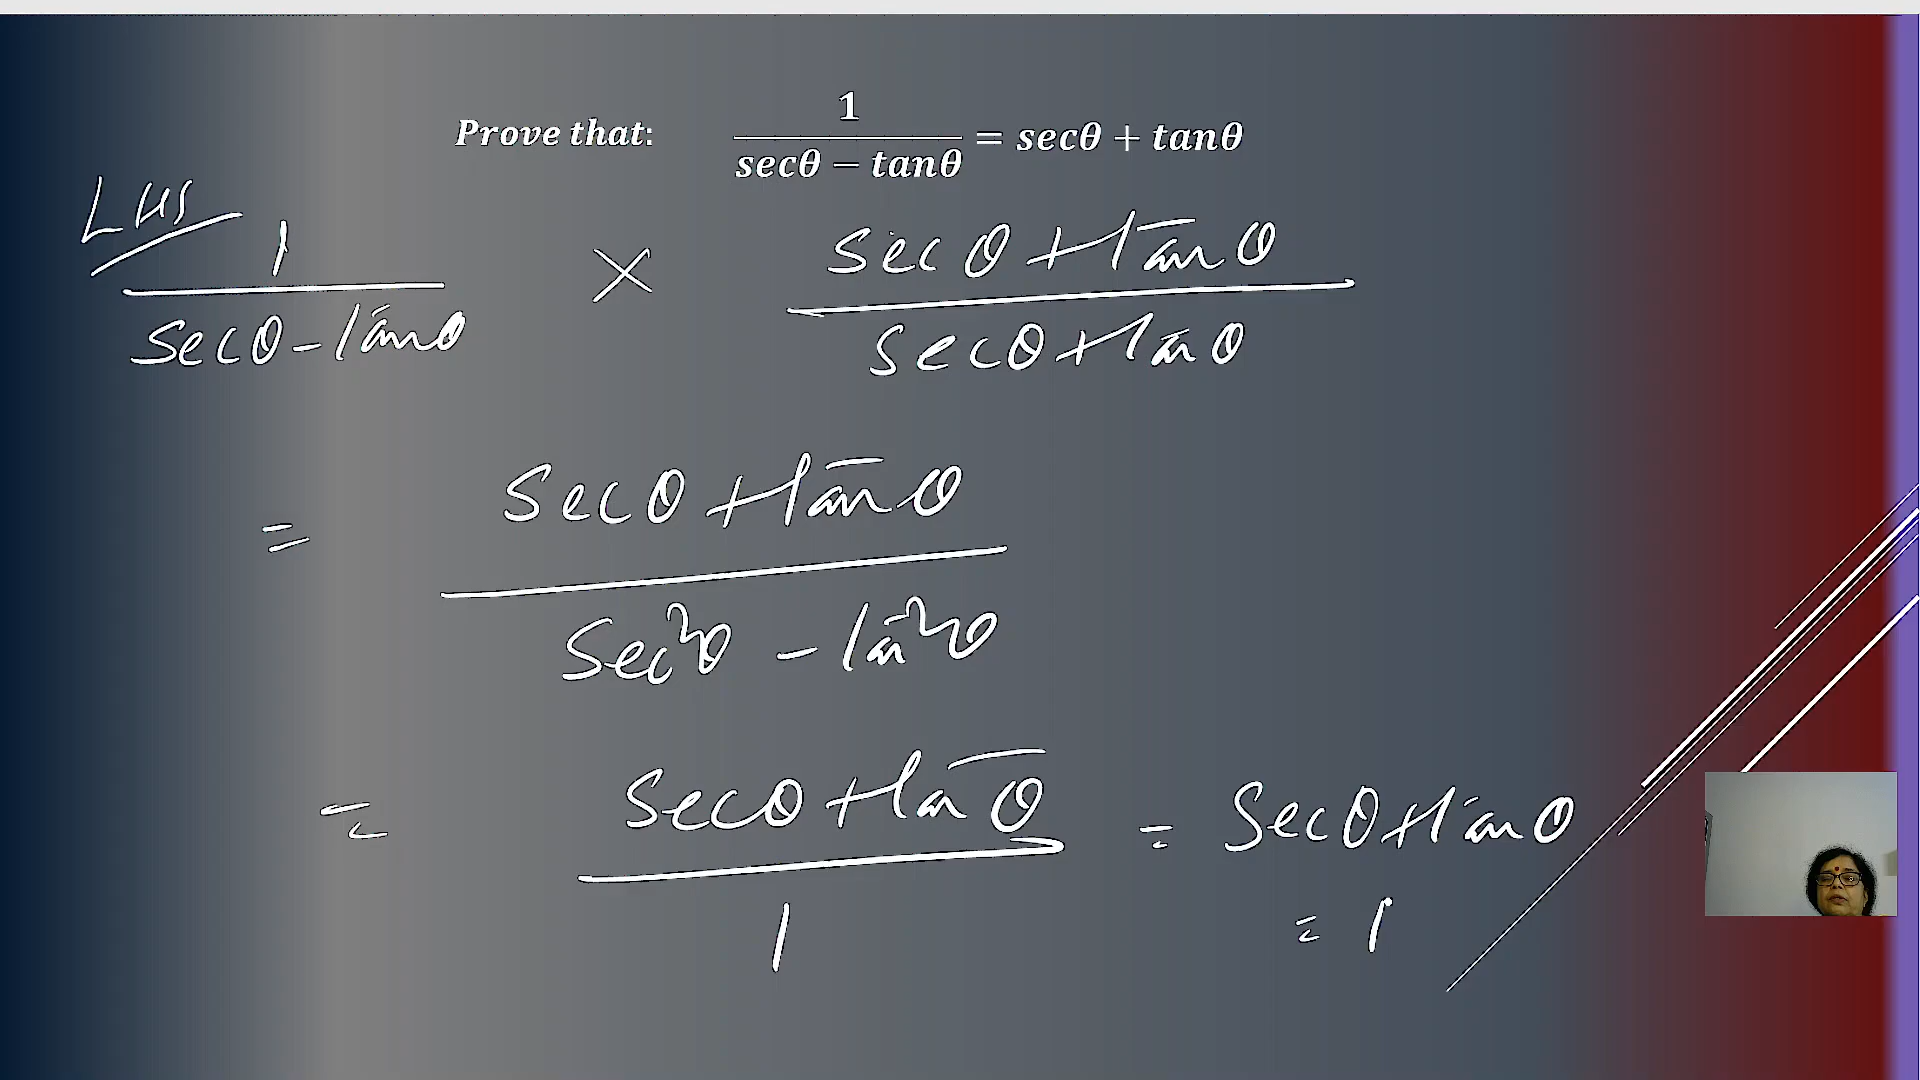 Prove that: 1/(secθ − tanθ) = secθ + tanθ
LHS
1/(secθ − tanθ) × (secθ + tanθ)/(secθ + tanθ)
= (secθ + tanθ)/(sec²θ − tan²θ)
= (secθ + tanθ)/1 = secθ + tanθ
= 1